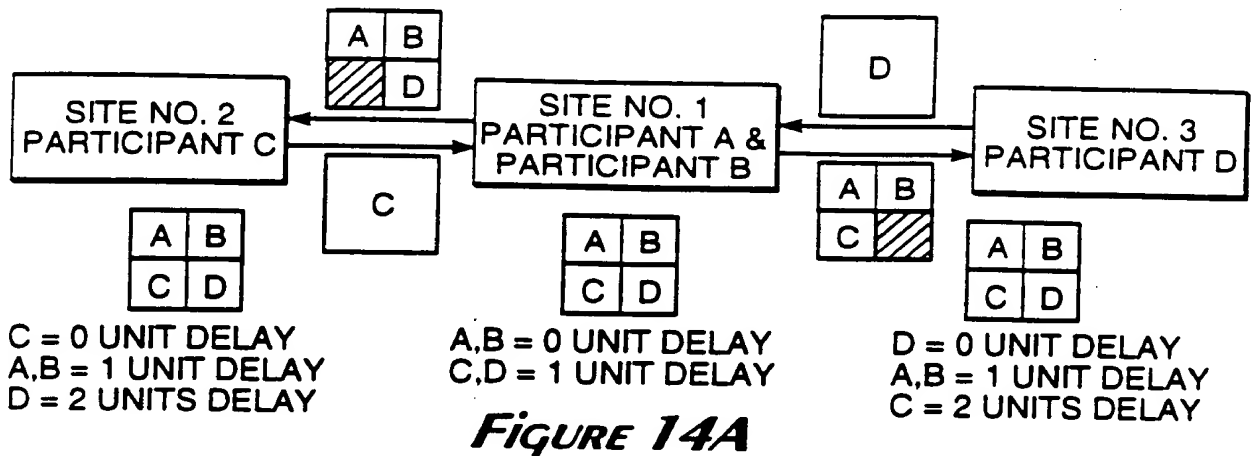 A B
D
SITE NO. 2
PARTICIPANT C
C
A B
C D
C = 0 UNIT DELAY
A,B = 1 UNIT DELAY
D = 2 UNITS DELAY
SITE NO. 1
PARTICIPANT A &
PARTICIPANT B
A B
C D
A,B = 0 UNIT DELAY
C,D = 1 UNIT DELAY
D
SITE NO. 3
PARTICIPANT D
A B
C
A B
C D
D = 0 UNIT DELAY
A,B = 1 UNIT DELAY
C = 2 UNITS DELAY
FIGURE 14A